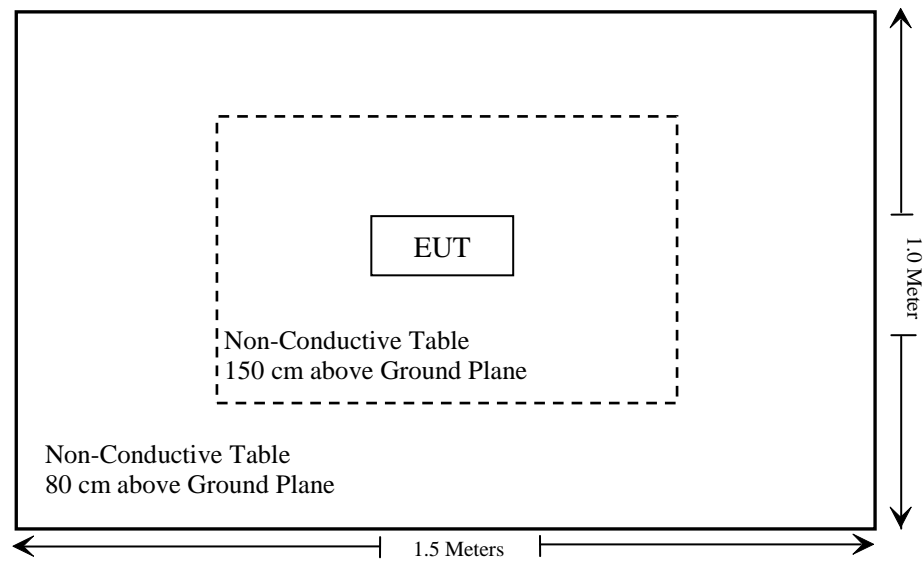 EUT
Non-Conductive Table
150 cm above Ground Plane
Non-Conductive Table
80 cm above Ground Plane
1.0 Meter
1.5 Meters